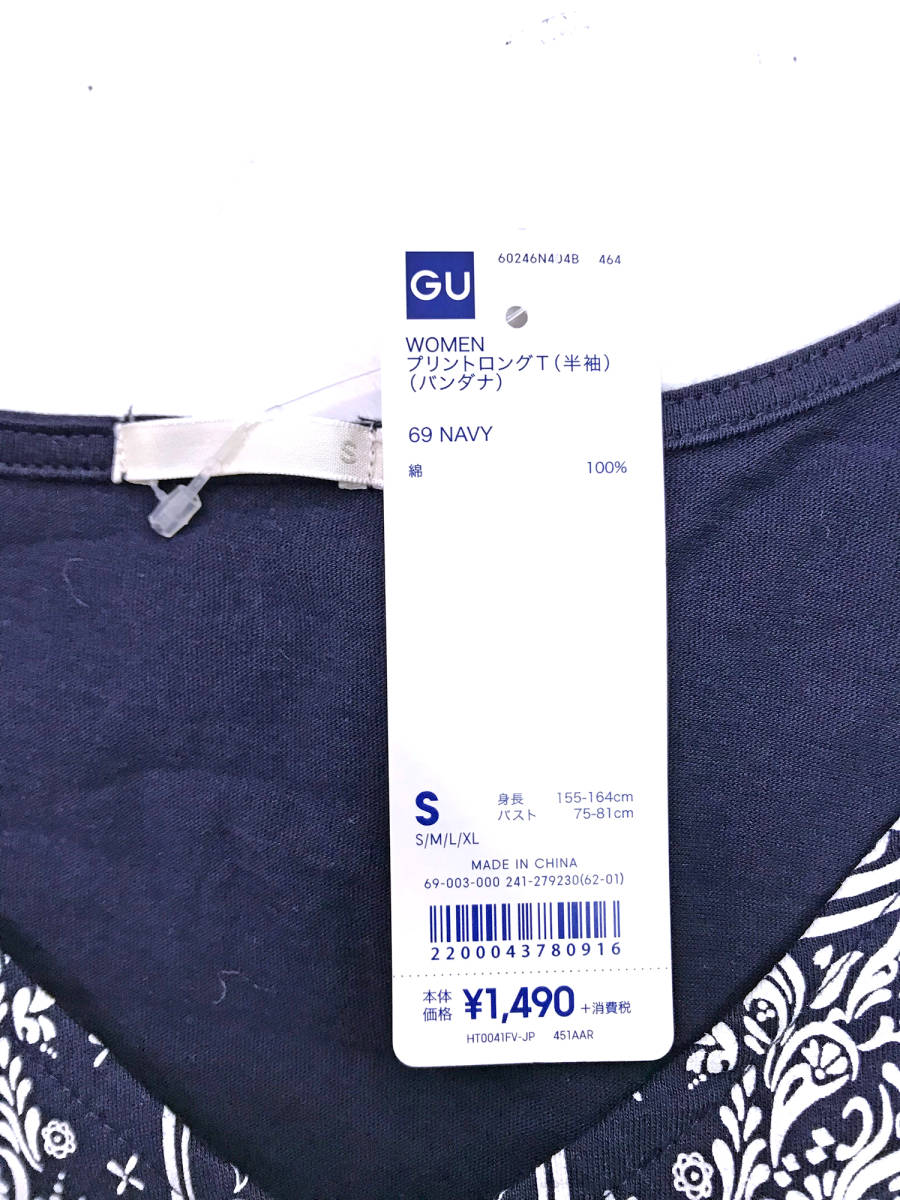 GU
60246N404B 464
WOMEN
プリントロングT(半袖)
(バンダナ)
69 NAVY
綿 100%
S
S 身長 155-164cm
バスト 75-81cm
S/M/L/XL
MADE IN CHINA
69-003-000 241-279230(62-01)
2200043780916
本体価格 ¥1,490 +消費税
HT0041FV-JP 451AAR